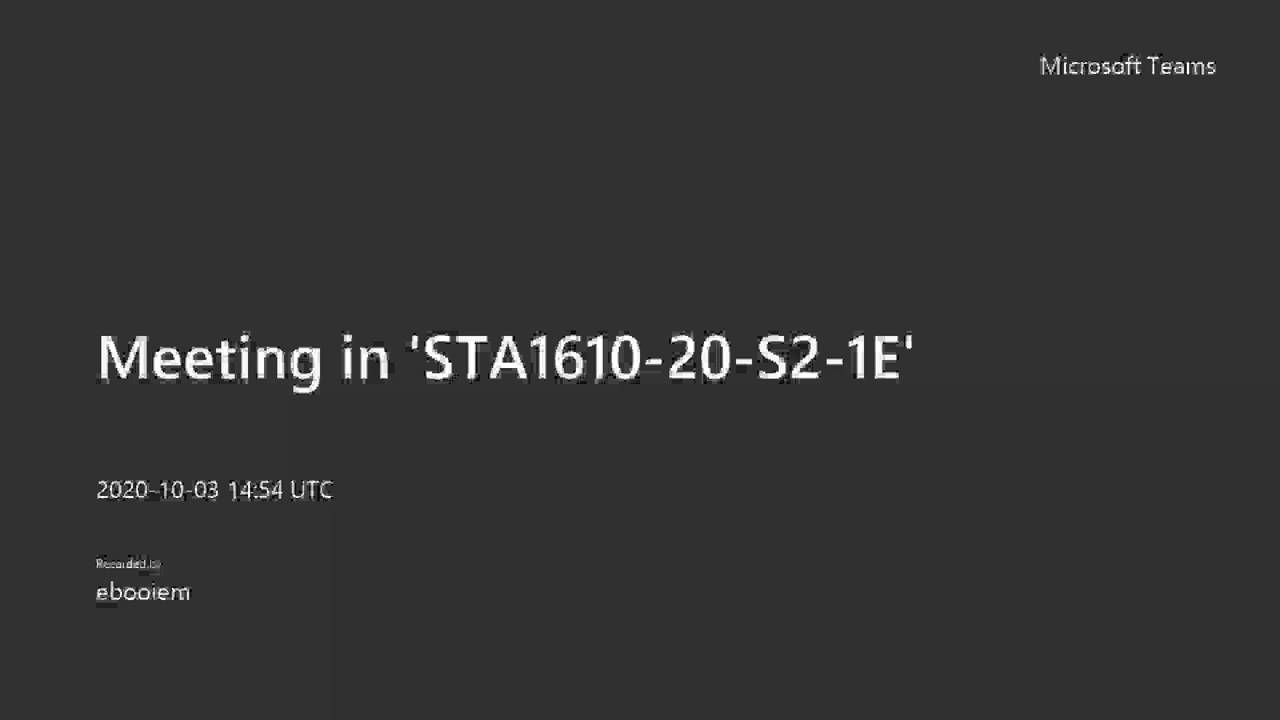 Microsoft Teams
Meeting in 'STA1610-20-S2-1E'
2020-10-03 14:54 UTC
Recorded by
ebooiem